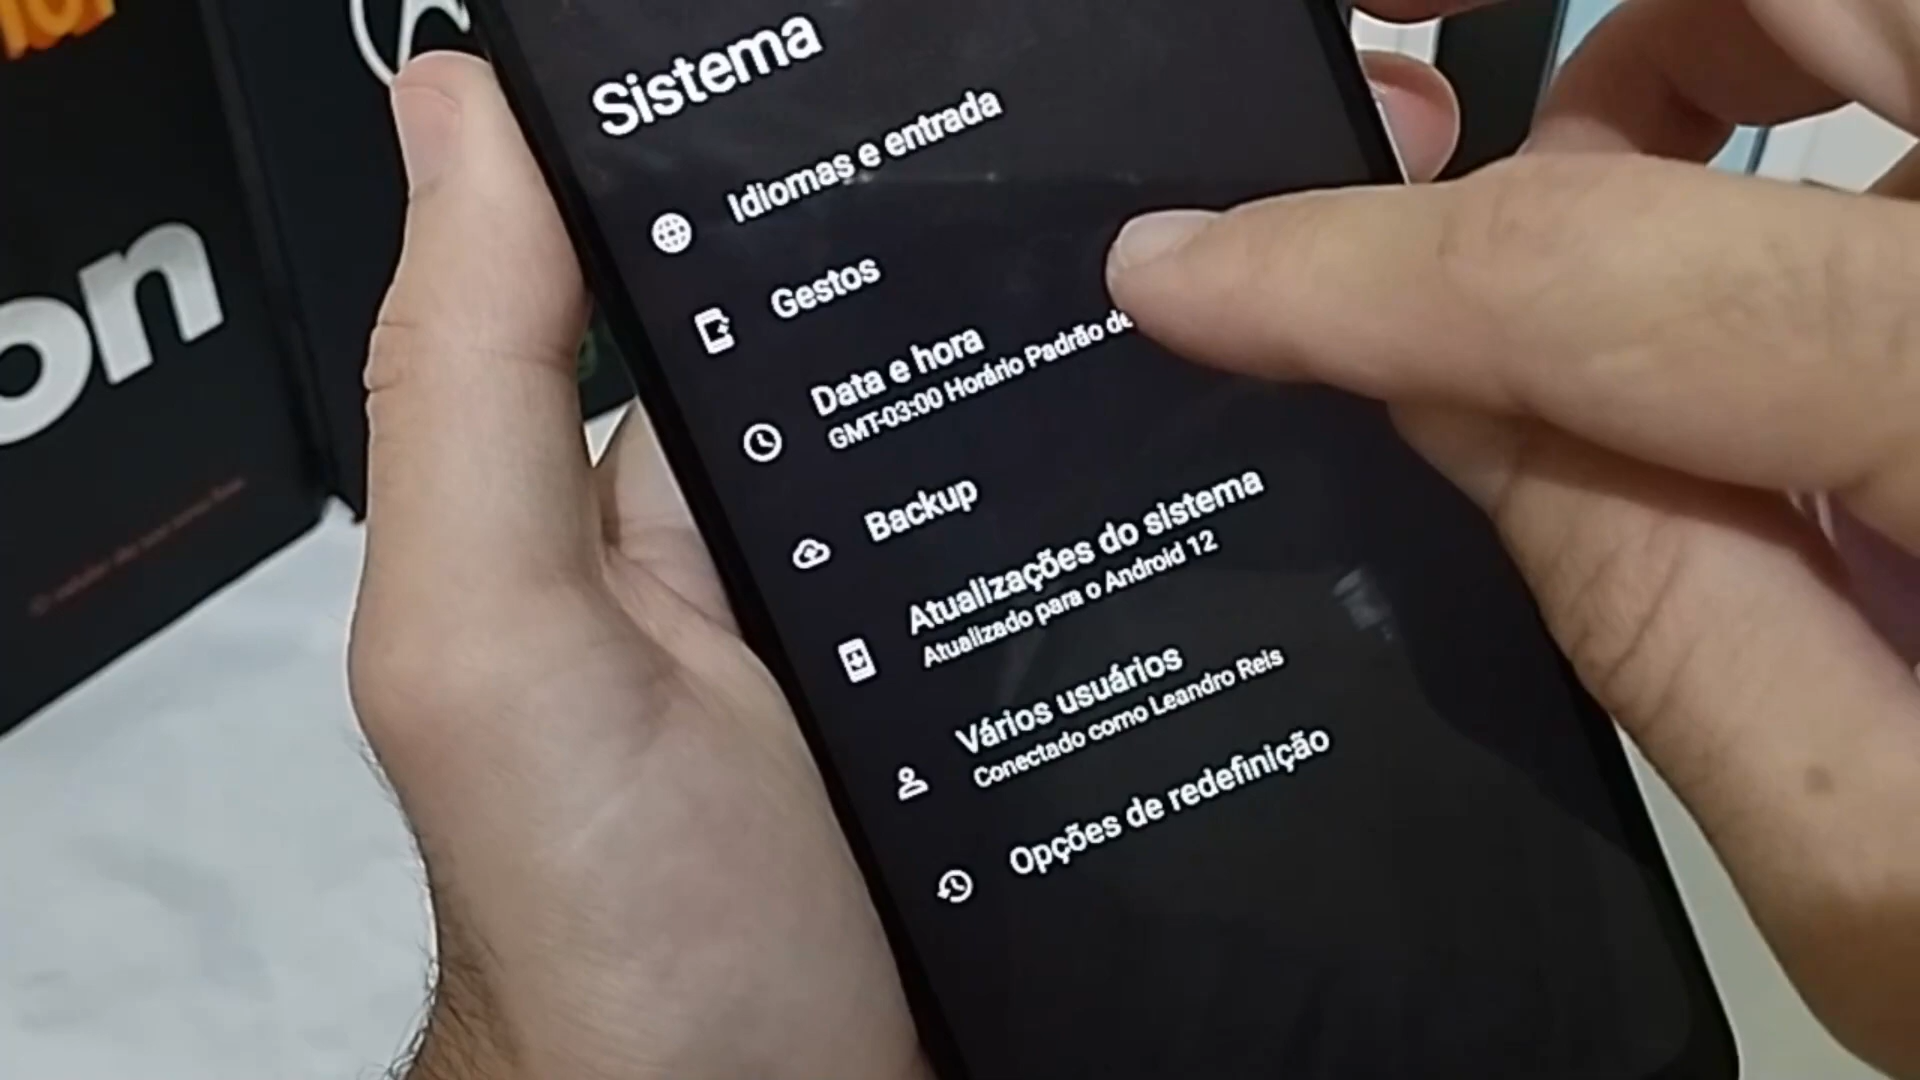 on
Sistema
Idiomas e entrada
Gestos
Data e hora
GMT-03:00 Horário Padrão de
Backup
Atualizações do sistema
Atualizado para o Android 12
Vários usuários
Conectado como Leandro Reis
Opções de redefinição